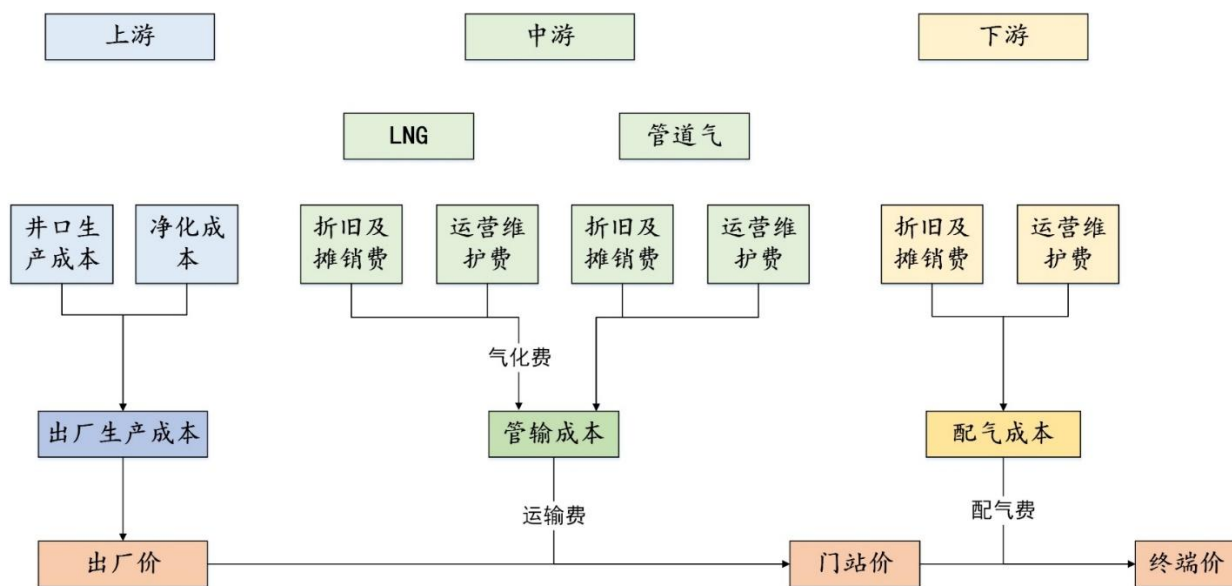 上游
中游
下游
LNG
管道气
井口生
产成本
净化成
本
折旧及
摊销费
运营维
护费
折旧及
摊销费
运营维
护费
折旧及
摊销费
运营维
护费
气化费
出厂生产成本
管输成本
配气成本
运输费
配气费
出厂价
门站价
终端价